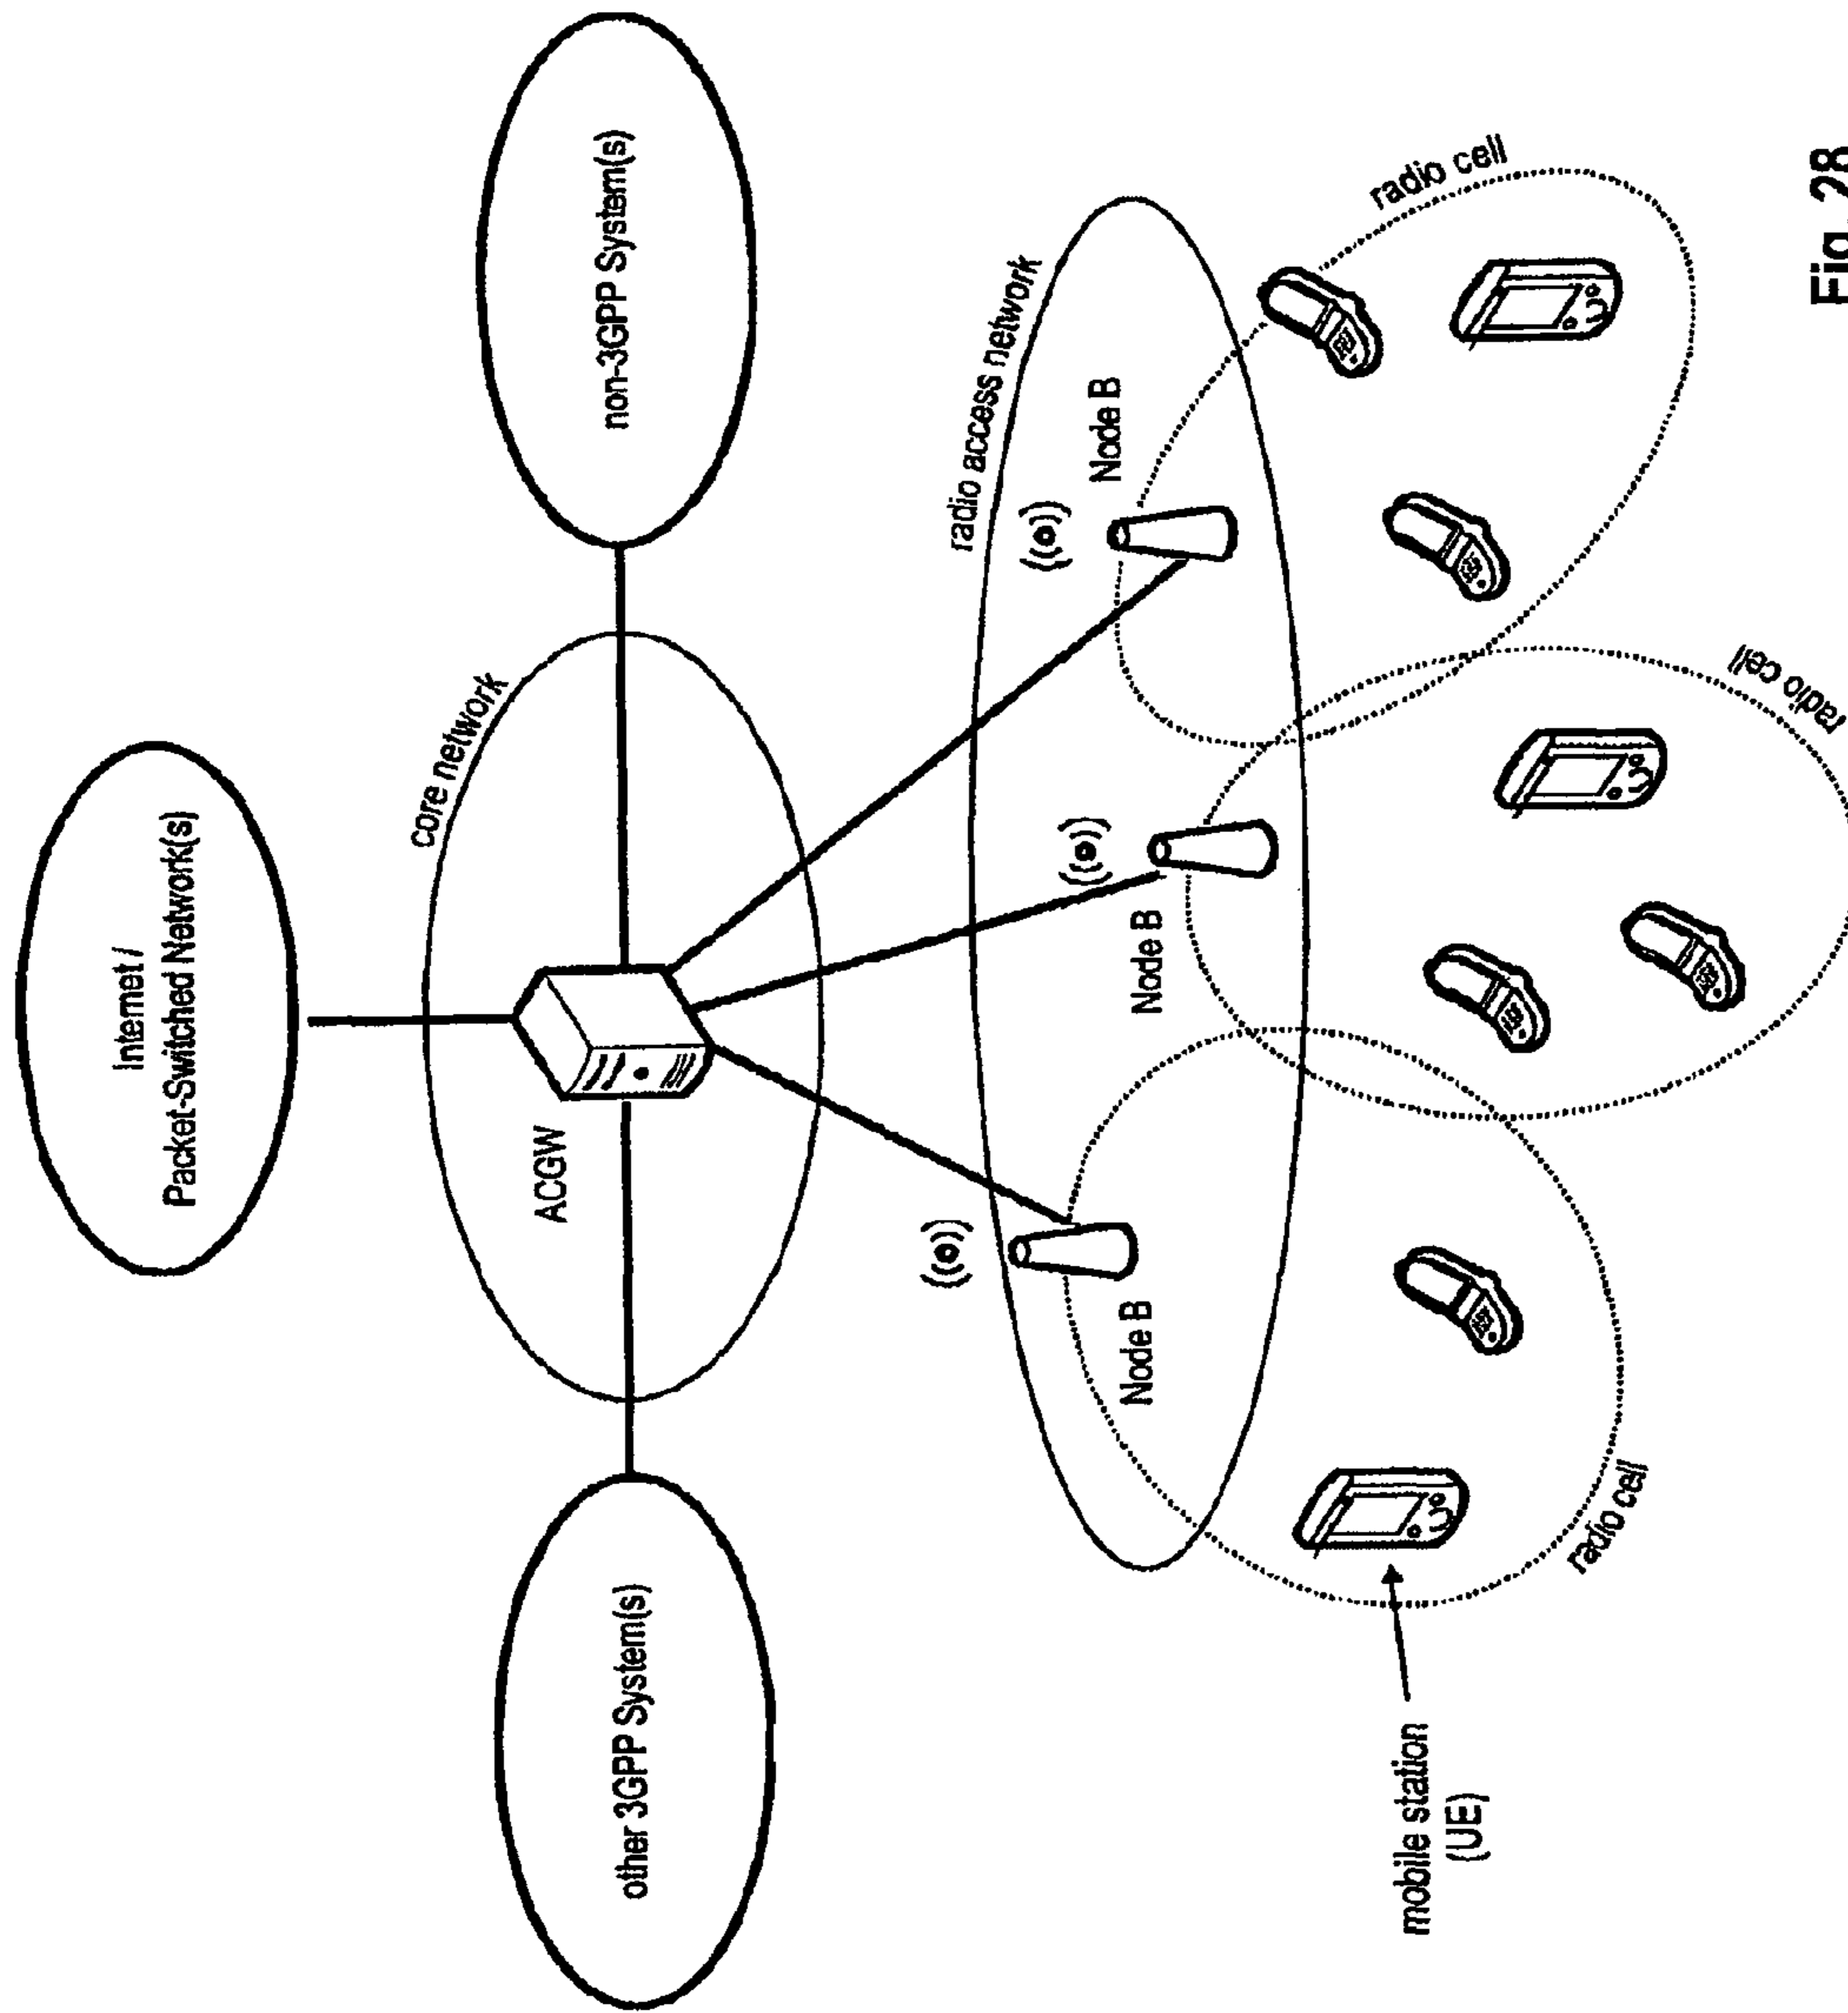 Internet /
Packet-Switched Network(s)
core network
ACGW
other 3GPP System(s)
non-3GPP System(s)
radio access network
Node B
Node B
Node B
radio cell
radio cell
radio cell
mobile station
(UE)
Fig. 28